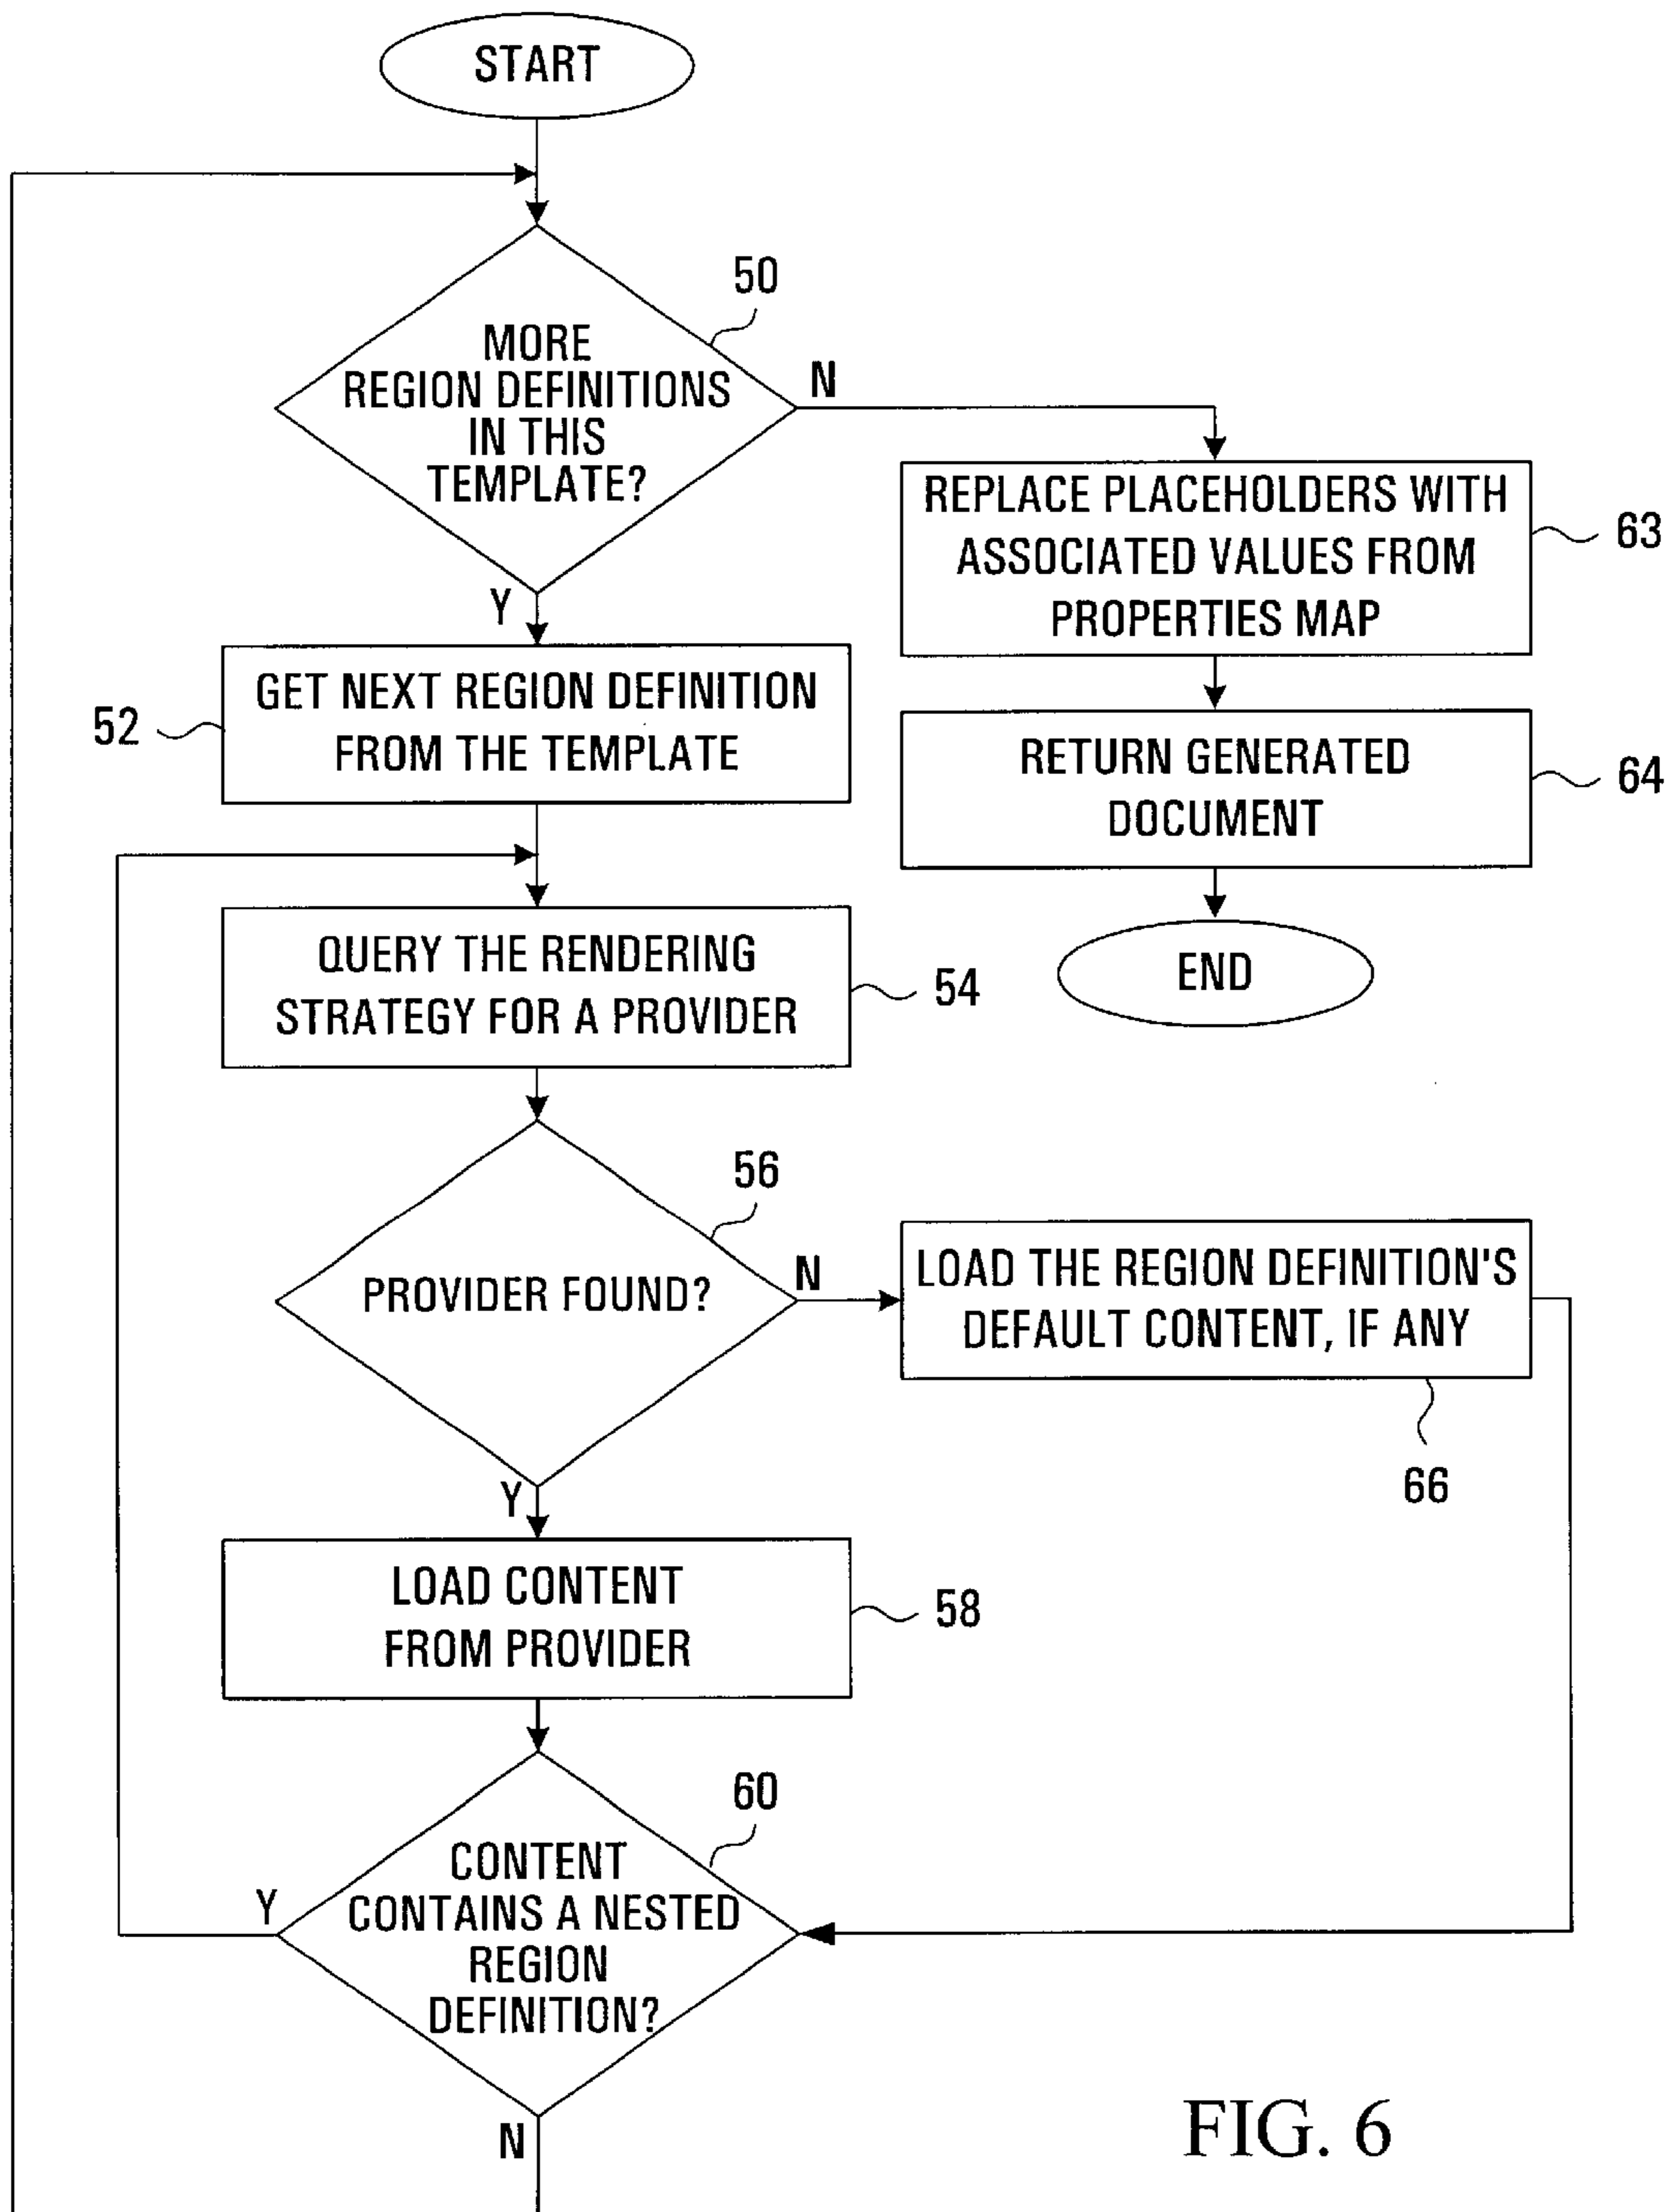 START
50
MORE
REGION DEFINITIONS
IN THIS
TEMPLATE?
N
Y
REPLACE PLACEHOLDERS WITH
ASSOCIATED VALUES FROM
PROPERTIES MAP
63
GET NEXT REGION DEFINITION
FROM THE TEMPLATE
52
RETURN GENERATED
DOCUMENT
64
QUERY THE RENDERING
STRATEGY FOR A PROVIDER
54
END
56
PROVIDER FOUND?
N
Y
LOAD THE REGION DEFINITION'S
DEFAULT CONTENT, IF ANY
66
LOAD CONTENT
FROM PROVIDER
58
60
CONTENT
CONTAINS A NESTED
REGION
DEFINITION?
Y
N
FIG. 6